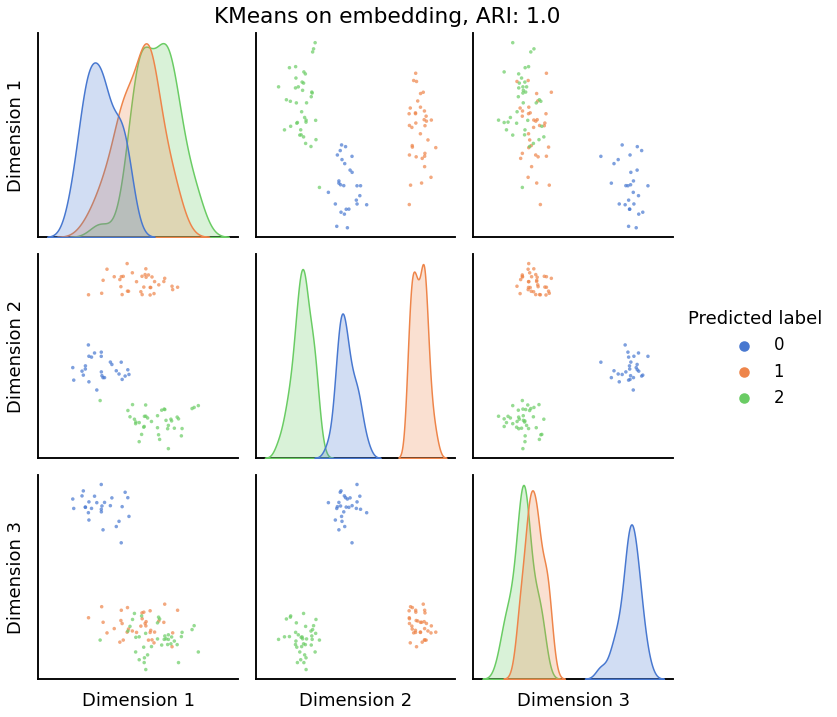 KMeans on embedding, ARI: 1.0
Dimension 1
Dimension 2
Dimension 3
Predicted label
0
1
2
Dimension 1
Dimension 2
Dimension 3